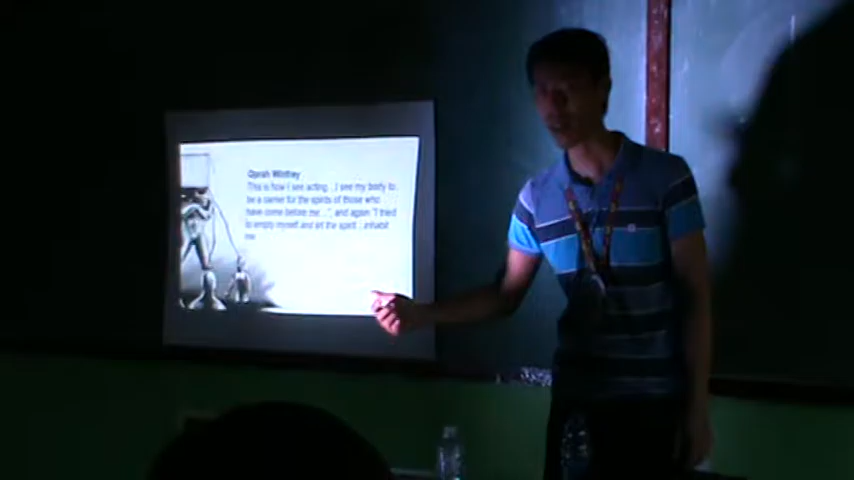 Oprah Winfrey
This is how I see acting. . .I see my body to
be a carrier for the spirits of those who
have come before me...", and again "I tried
to empty myself and let the spirit . .inhabit
me